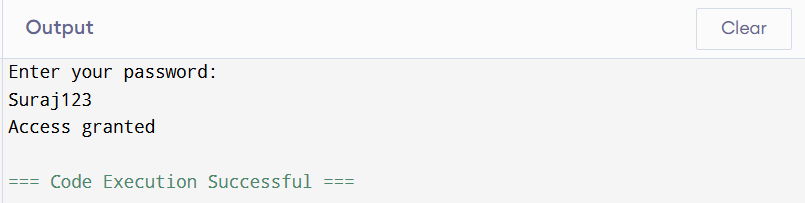 Output
Clear
Enter your password:
Suraj123
Access granted
=== Code Execution Successful ===